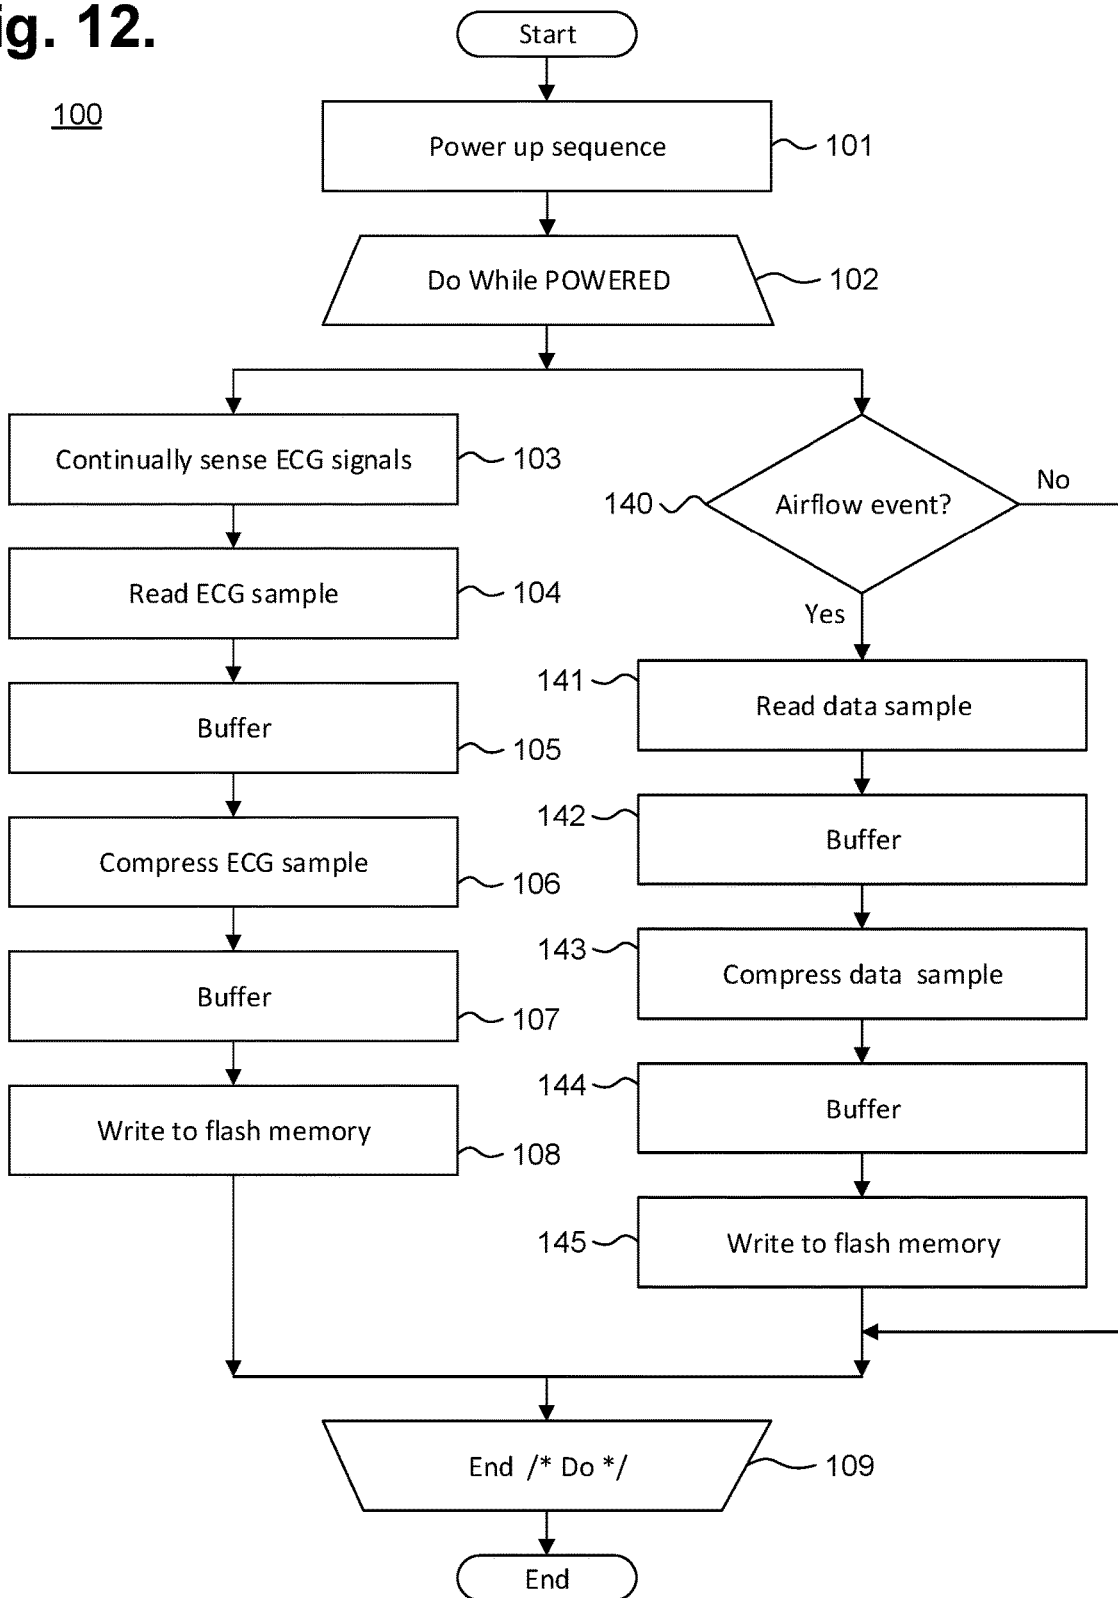 ig. 12.
100
Start
Power up sequence
101
Do While POWERED
102
Continually sense ECG signals
103
Read ECG sample
104
Buffer
105
Compress ECG sample
106
Buffer
107
Write to flash memory
108
140
Airflow event?
No
Yes
141
Read data sample
142
Buffer
143
Compress data  sample
144
Buffer
145
Write to flash memory
End  /* Do */
109
End